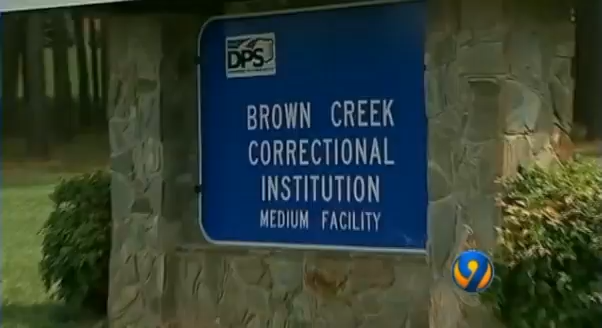 DPS
BROWN CREEK
CORRECTIONAL
INSTITUTION
MEDIUM FACILITY
9